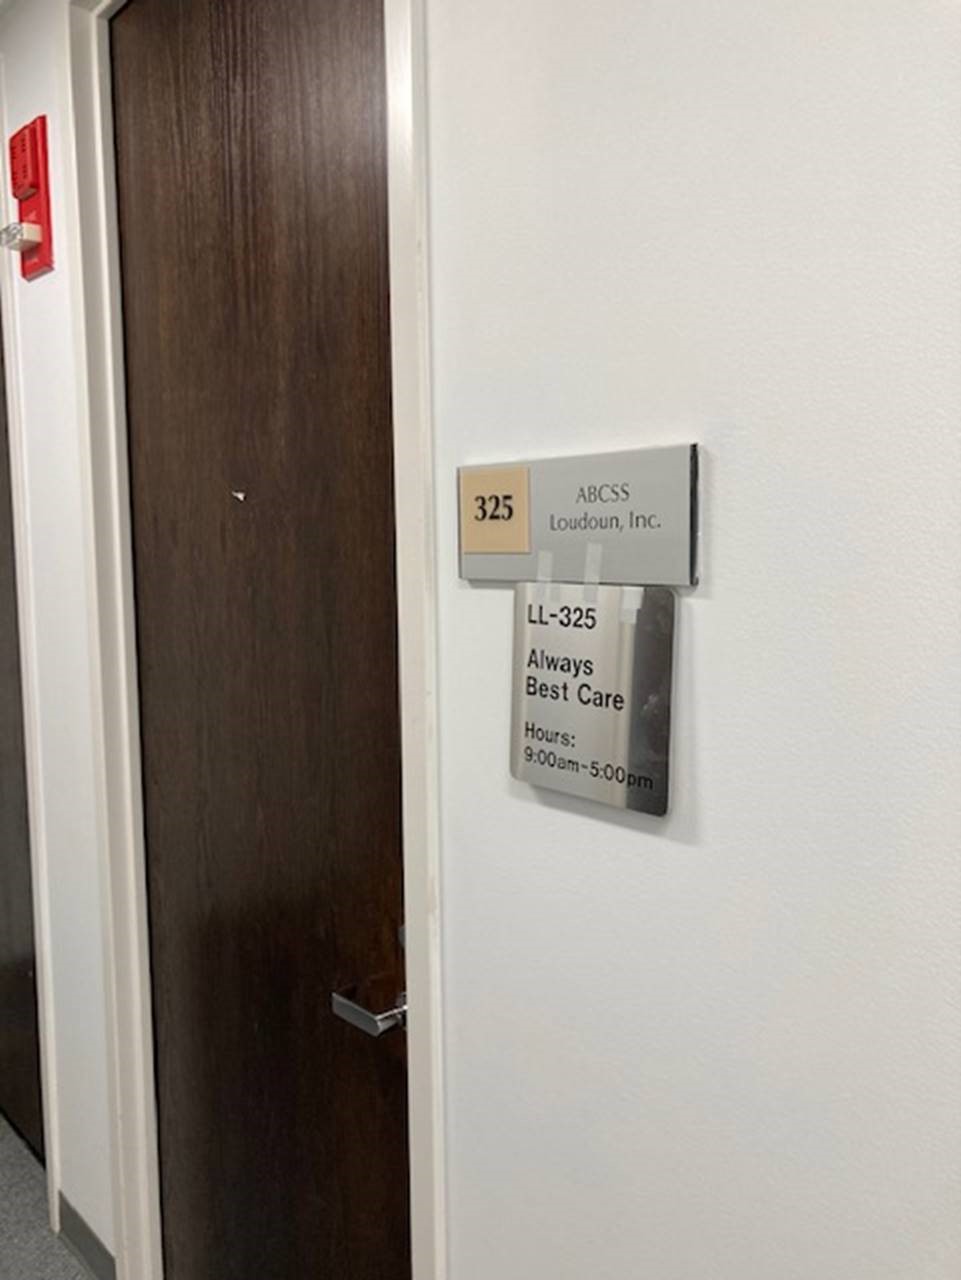 325
ABCSS
Loudoun, Inc.
LL-325
Always
Best Care
Hours:
9:00am-5:00pm